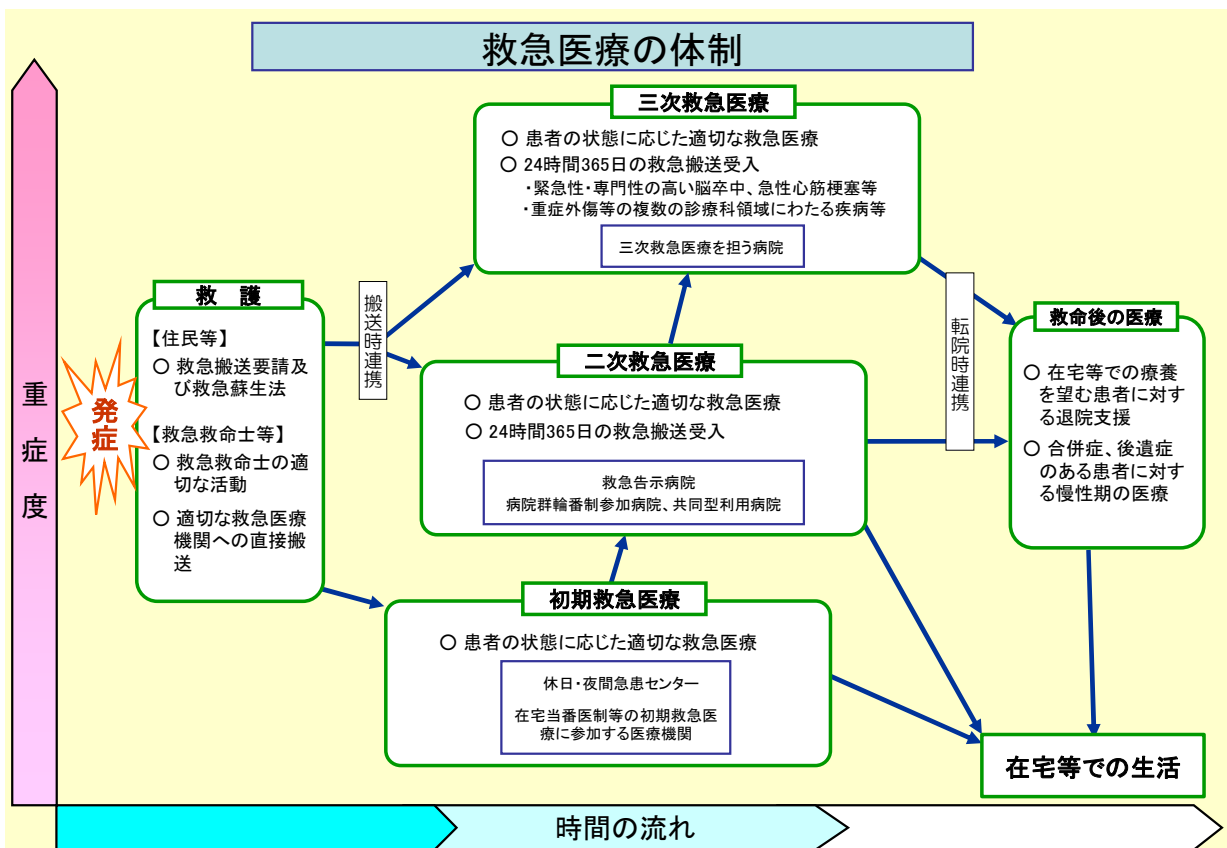 救急医療の体制
重
症
度
発
症
救　護
【住民等】
○ 救急搬送要請及
び救急蘇生法
【救急救命士等】
○ 救急救命士の適
切な活動
○ 適切な救急医療
機関への直接搬
送
搬送時連携
三次救急医療
○ 患者の状態に応じた適切な救急医療
○ 24時間365日の救急搬送受入
・緊急性・専門性の高い脳卒中、急性心筋梗塞等
・重症外傷等の複数の診療科領域にわたる疾病等
三次救急医療を担う病院
二次救急医療
○ 患者の状態に応じた適切な救急医療
○ 24時間365日の救急搬送受入
救急告示病院
病院群輪番制参加病院、共同型利用病院
初期救急医療
○ 患者の状態に応じた適切な救急医療
休日・夜間急患センター
在宅当番医制等の初期救急医
療に参加する医療機関
転院時連携
救命後の医療
○ 在宅等での療養
を望む患者に対す
る退院支援
○ 合併症、後遺症
のある患者に対す
る慢性期の医療
在宅等での生活
時間の流れ